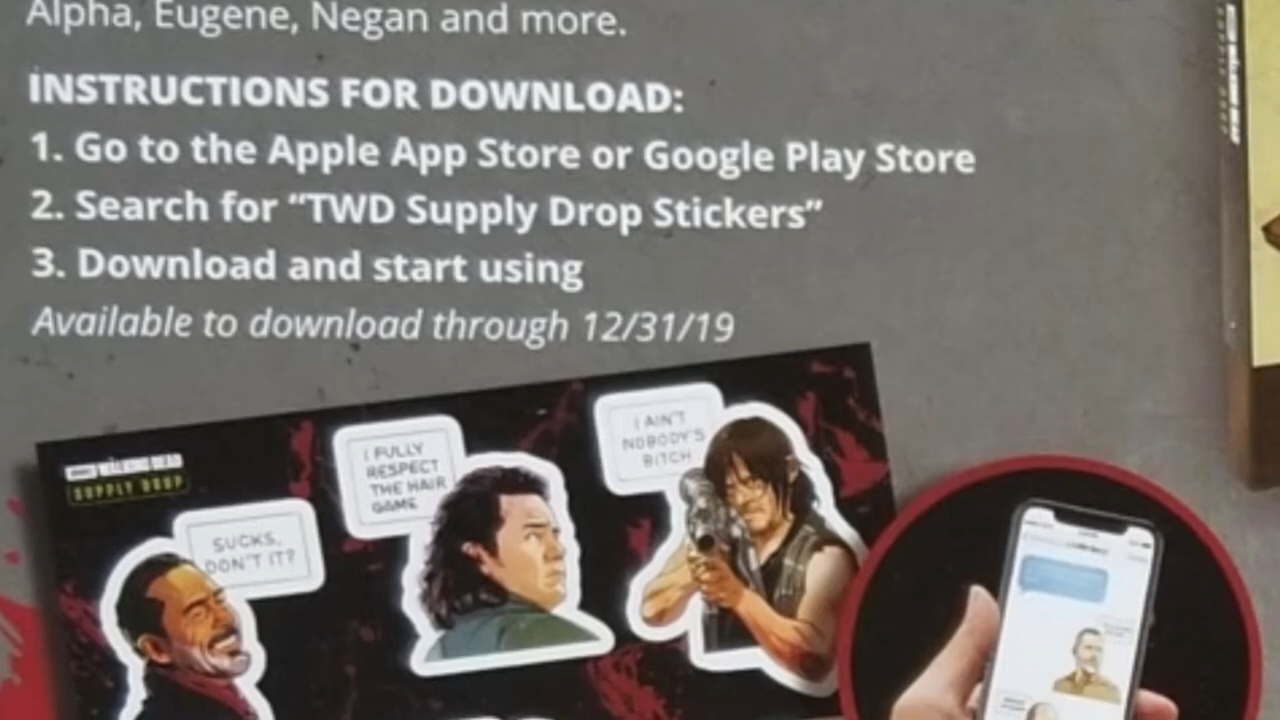 Alpha, Eugene, Negan and more.
INSTRUCTIONS FOR DOWNLOAD:
1. Go to the Apple App Store or Google Play Store
2. Search for “TWD Supply Drop Stickers”
3. Download and start using
Available to download through 12/31/19
WALKING DEAD
SUPPLY DROP
SUCKS,
DON'T IT?
I FULLY
RESPECT
THE HAIR
GAME
I AIN'T
NOBODY'S
BITCH